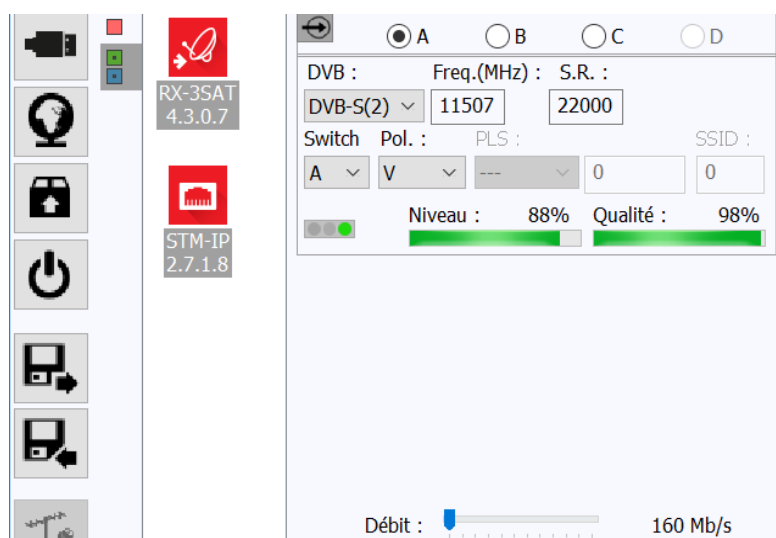 A B C D
RX-3SAT
4.3.0.7
DVB : Freq.(MHz) : S.R. :
DVB-S(2) 11507 22000
Switch Pol. : PLS : SSID :
A V --- 0 0
Niveau : 88% Qualité : 98%
STM-IP
2.7.1.8
Débit : 160 Mb/s